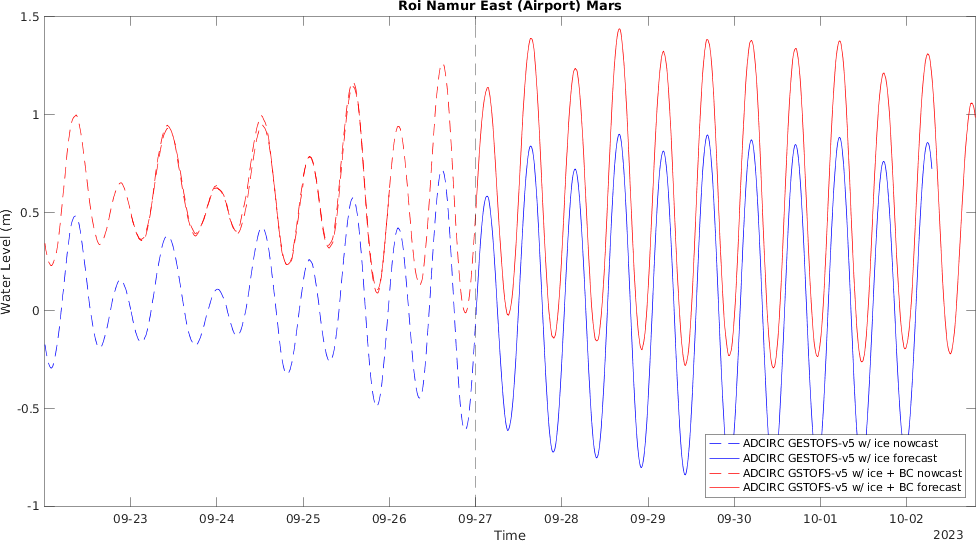 Roi Namur East (Airport) Mars
1.5
1
0.5
0
-0.5
-1
Water Level (m)
ADCIRC GESTOFS-v5 w/ ice nowcast
ADCIRC GESTOFS-v5 w/ ice forecast
ADCIRC GSTOFS-v5 w/ ice + BC nowcast
ADCIRC GSTOFS-v5 w/ ice + BC forecast
09-23 09-24 09-25 09-26 09-27 09-28 09-29 09-30 10-01 10-02
Time
2023